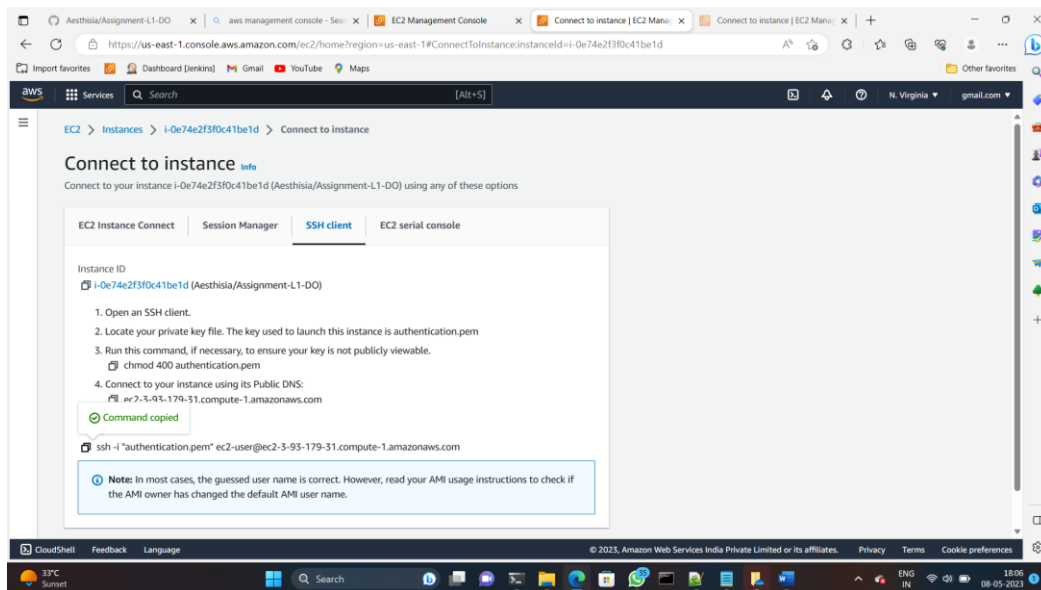 Aesthisia/Assignment-L1-DO
aws management console - Sea
EC2 Management Console
Connect to instance | EC2 Manag
Connect to instance | EC2 Manag
https://us-east-1.console.aws.amazon.com/ec2/home?region=us-east-1#ConnectToInstance:instanceId=i-0e74e2f3f0c41be1d
Import favorites
Dashboard [Jenkins]
Gmail
YouTube
Maps
Other favorites
aws
Services
Search
[Alt+S]
N. Virginia
gmail.com
EC2 > Instances > i-0e74e2f3f0c41be1d > Connect to instance
Connect to instance Info
Connect to your instance i-0e74e2f3f0c41be1d (Aesthisia/Assignment-L1-DO) using any of these options
EC2 Instance Connect
Session Manager
SSH client
EC2 serial console
Instance ID
i-0e74e2f3f0c41be1d (Aesthisia/Assignment-L1-DO)
1. Open an SSH client.
2. Locate your private key file. The key used to launch this instance is authentication.pem
3. Run this command, if necessary, to ensure your key is not publicly viewable.
chmod 400 authentication.pem
4. Connect to your instance using its Public DNS:
ec2-3-93-179-31.compute-1.amazonaws.com
Command copied
ssh -i "authentication.pem" ec2-user@ec2-3-93-179-31.compute-1.amazonaws.com
Note: In most cases, the guessed user name is correct. However, read your AMI usage instructions to check if
the AMI owner has changed the default AMI user name.
CloudShell
Feedback
Language
© 2023, Amazon Web Services India Private Limited or its affiliates.
Privacy
Terms
Cookie preferences
33°C
Sunset
Search
35
ENG
IN
18:06
08-05-2023